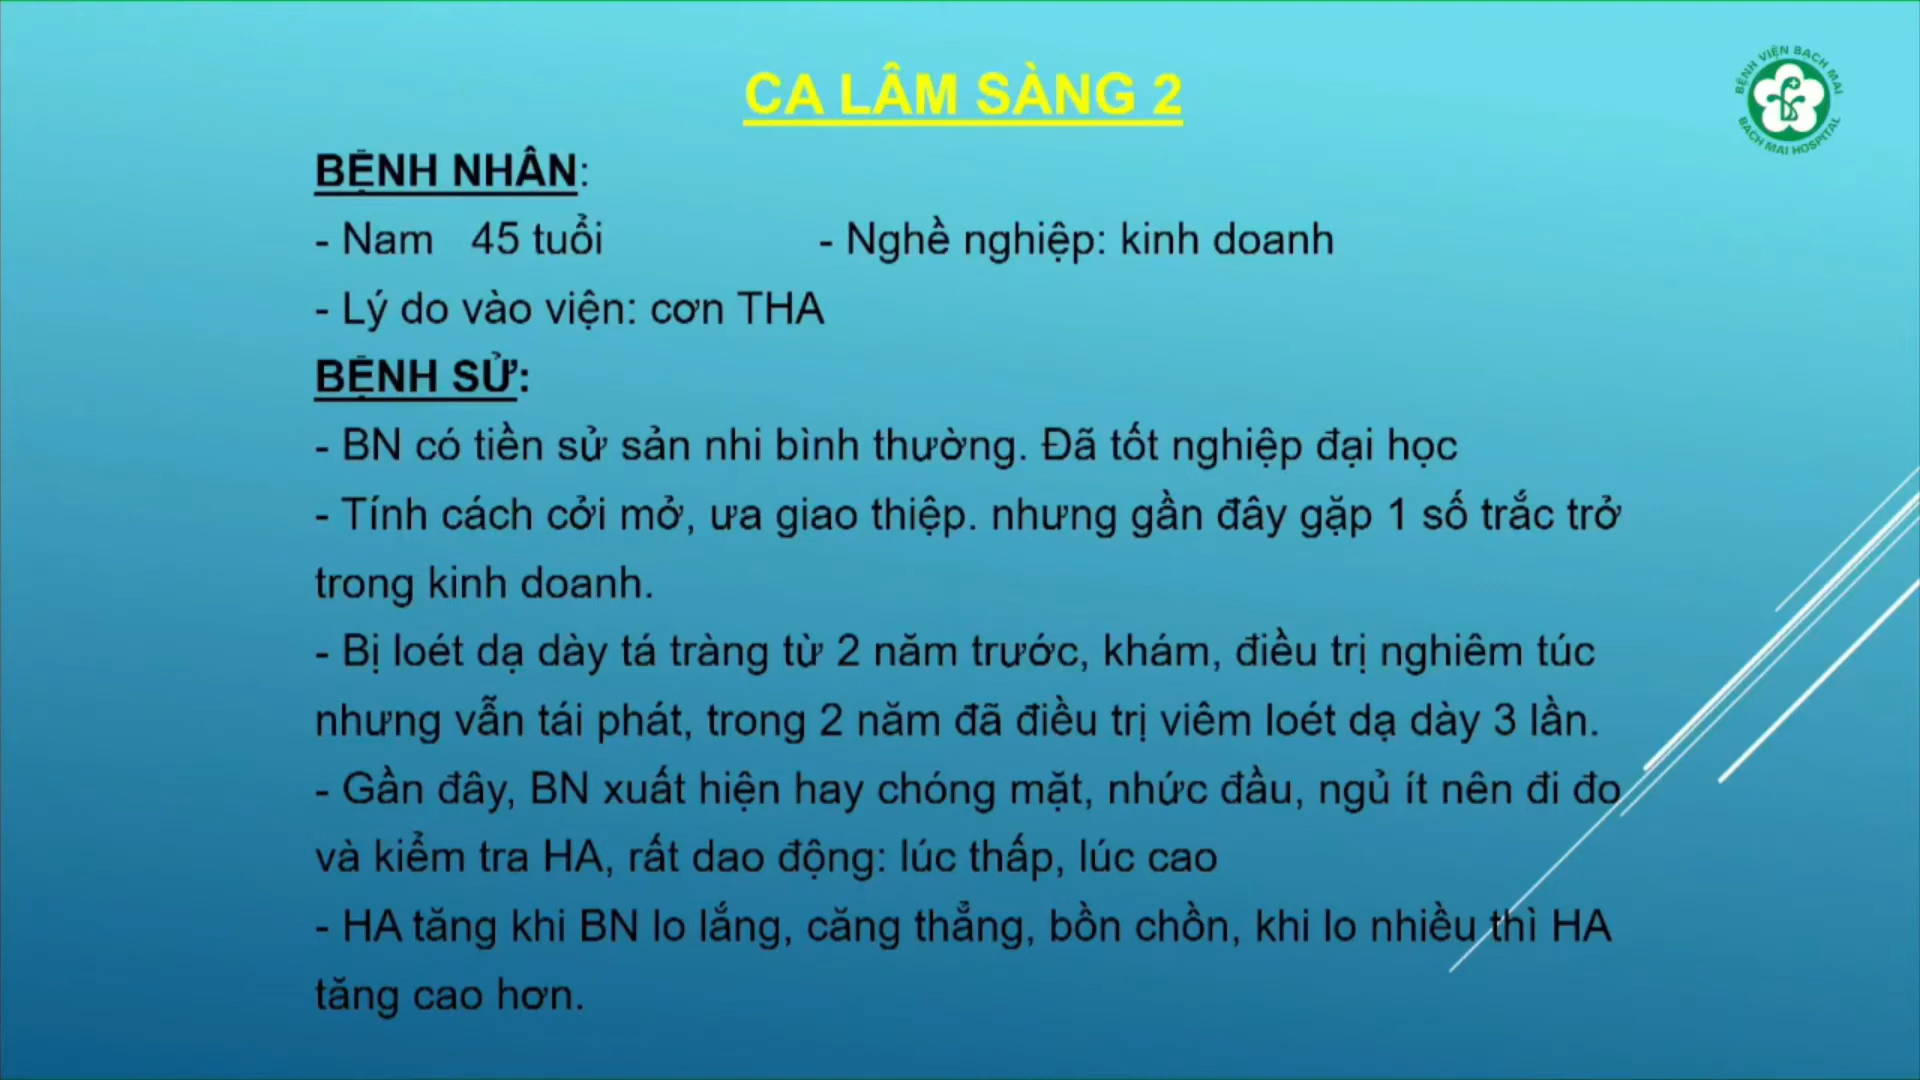 CA LÂM SÀNG 2
BỆNH VIỆN BẠCH MAI
BACH MAI HOSPITAL
BỆNH NHÂN:
- Nam 45 tuổi - Nghề nghiệp: kinh doanh
- Lý do vào viện: cơn THA
BỆNH SỬ:
- BN có tiền sử sản nhi bình thường. Đã tốt nghiệp đại học
- Tính cách cởi mở, ưa giao thiệp. nhưng gần đây gặp 1 số trắc trở
trong kinh doanh.
- Bị loét dạ dày tá tràng từ 2 năm trước, khám, điều trị nghiêm túc
nhưng vẫn tái phát, trong 2 năm đã điều trị viêm loét dạ dày 3 lần.
- Gần đây, BN xuất hiện hay chóng mặt, nhức đầu, ngủ ít nên đi đo
và kiểm tra HA, rất dao động: lúc thấp, lúc cao
- HA tăng khi BN lo lắng, căng thẳng, bồn chồn, khi lo nhiều thì HA
tăng cao hơn.